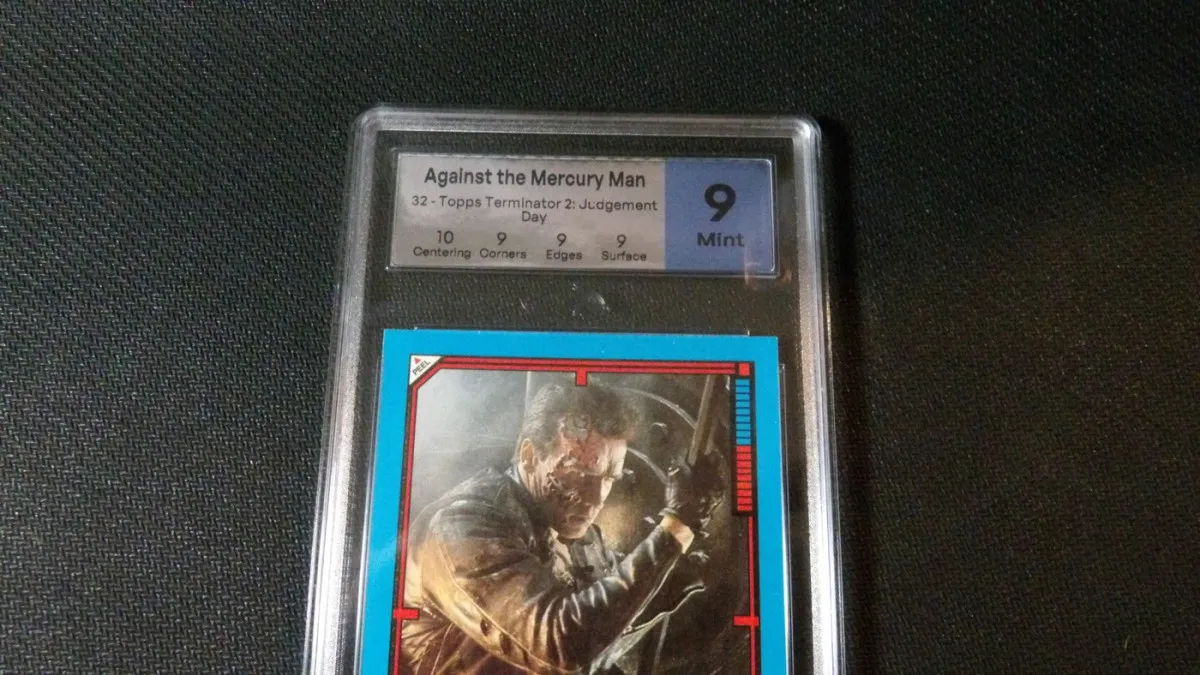 Against the Mercury Man
32 - Topps Terminator 2: Judgement
Day
10 9 9 9
Centering Corners Edges Surface
9
Mint
PEEL